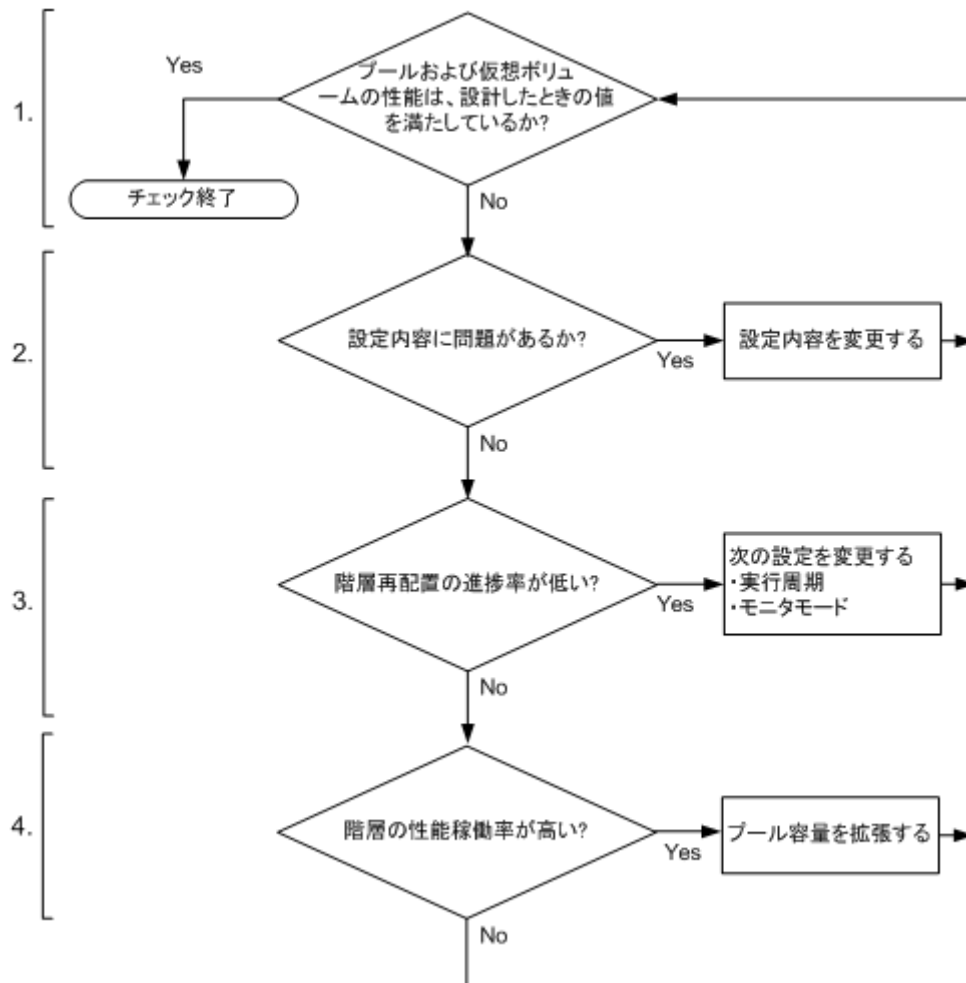 1.
Yes
プールおよび仮想ボリュ
ームの性能は、設計したときの値
を満たしているか?
チェック終了
No
2.
設定内容に問題があるか?
Yes
設定内容を変更する
No
3.
階層再配置の進捗率が低い?
Yes
次の設定を変更する
・実行周期
・モニタモード
No
4.
階層の性能稼働率が高い?
Yes
プール容量を拡張する
No